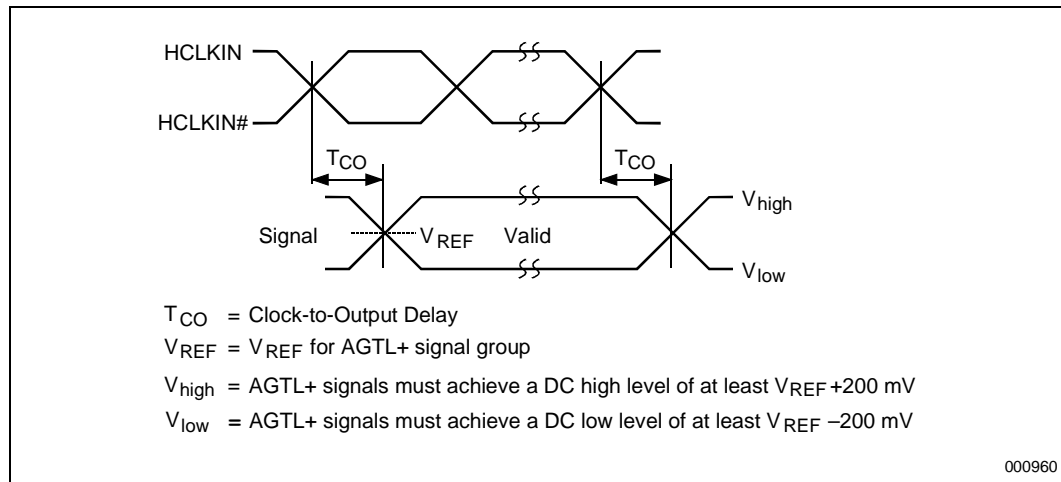 HCLKIN
HCLKIN#
TCO TCO
Vhigh
Signal VREF Valid
Vlow
TCO = Clock-to-Output Delay
VREF = VREF for AGTL+ signal group
Vhigh = AGTL+ signals must achieve a DC high level of at least VREF+200 mV
Vlow = AGTL+ signals must achieve a DC low level of at least VREF –200 mV
000960